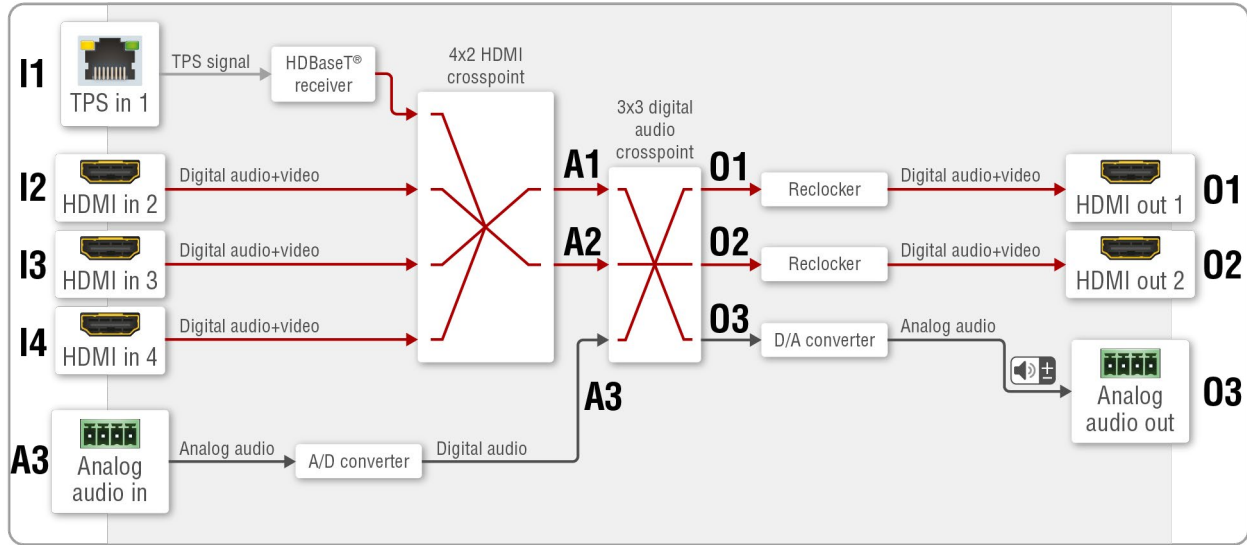 I1
TPS in 1
TPS signal
HDBaseT®
receiver
4x2 HDMI
crosspoint
3x3 digital
audio
crosspoint
I2
HDMI in 2
Digital audio+video
A1
O1
Reclocker
Digital audio+video
HDMI out 1
O1
I3
HDMI in 3
Digital audio+video
A2
O2
Reclocker
Digital audio+video
HDMI out 2
O2
I4
HDMI in 4
Digital audio+video
O3
D/A converter
Analog audio
+
−
Analog
audio out
O3
A3
A3
Analog
audio in
Analog audio
A/D converter
Digital audio